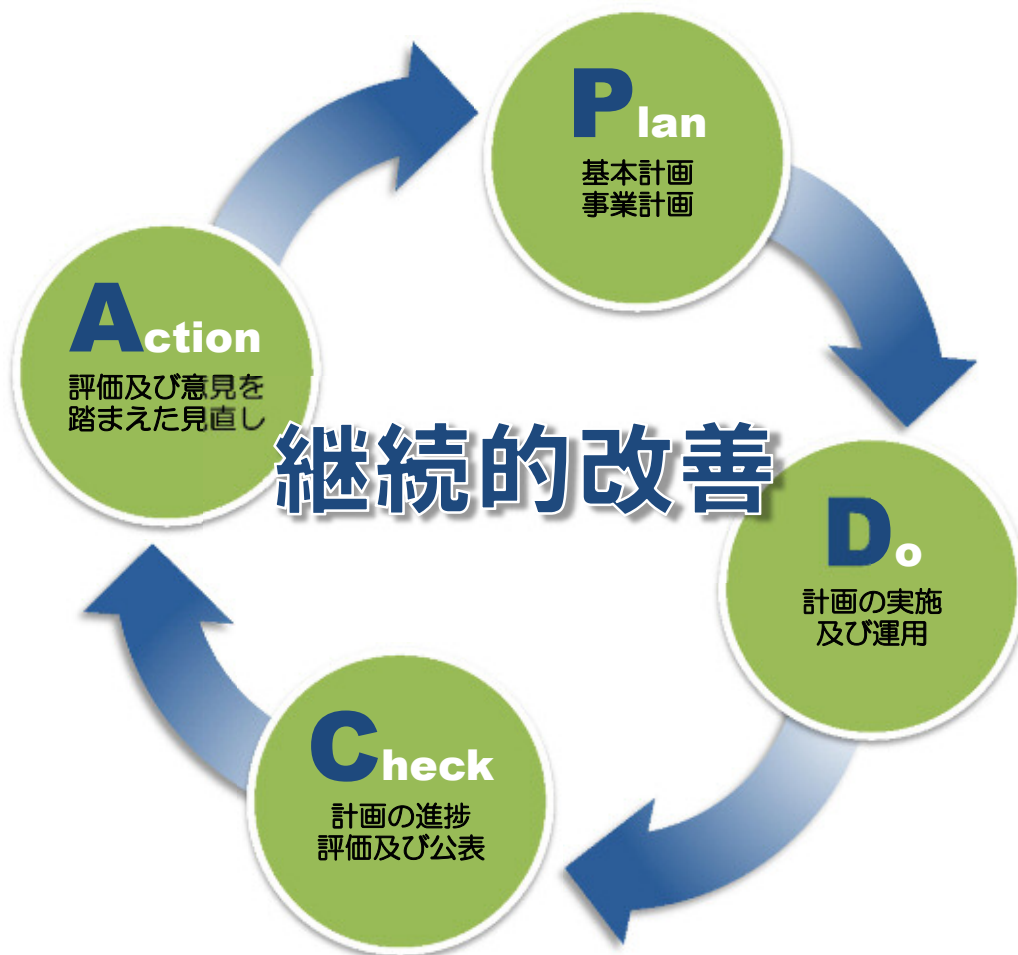 Plan
基本計画
事業計画
Action
評価及び意見を
踏まえた見直し
継続的改善
Do
計画の実施
及び運用
Check
計画の進捗
評価及び公表